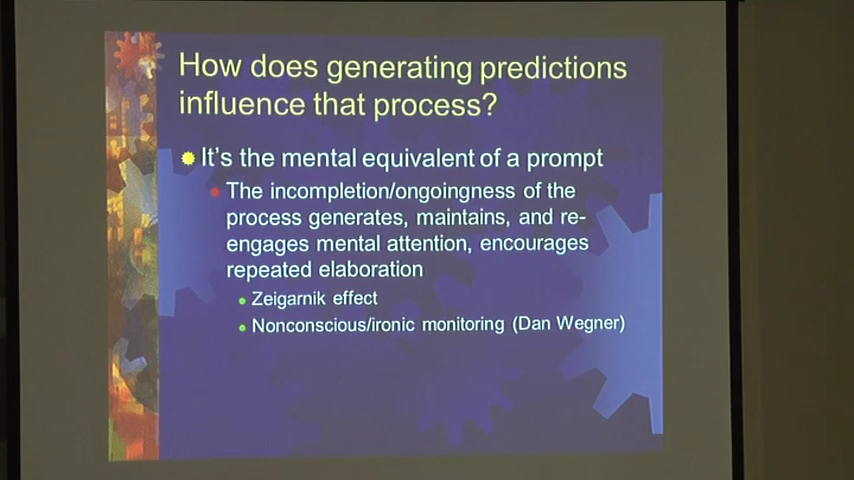 How does generating predictions
influence that process?
It's the mental equivalent of a prompt
The incompletion/ongoingness of the
process generates, maintains, and re-
engages mental attention, encourages
repeated elaboration
Zeigarnik effect
Nonconscious/ironic monitoring (Dan Wegner)